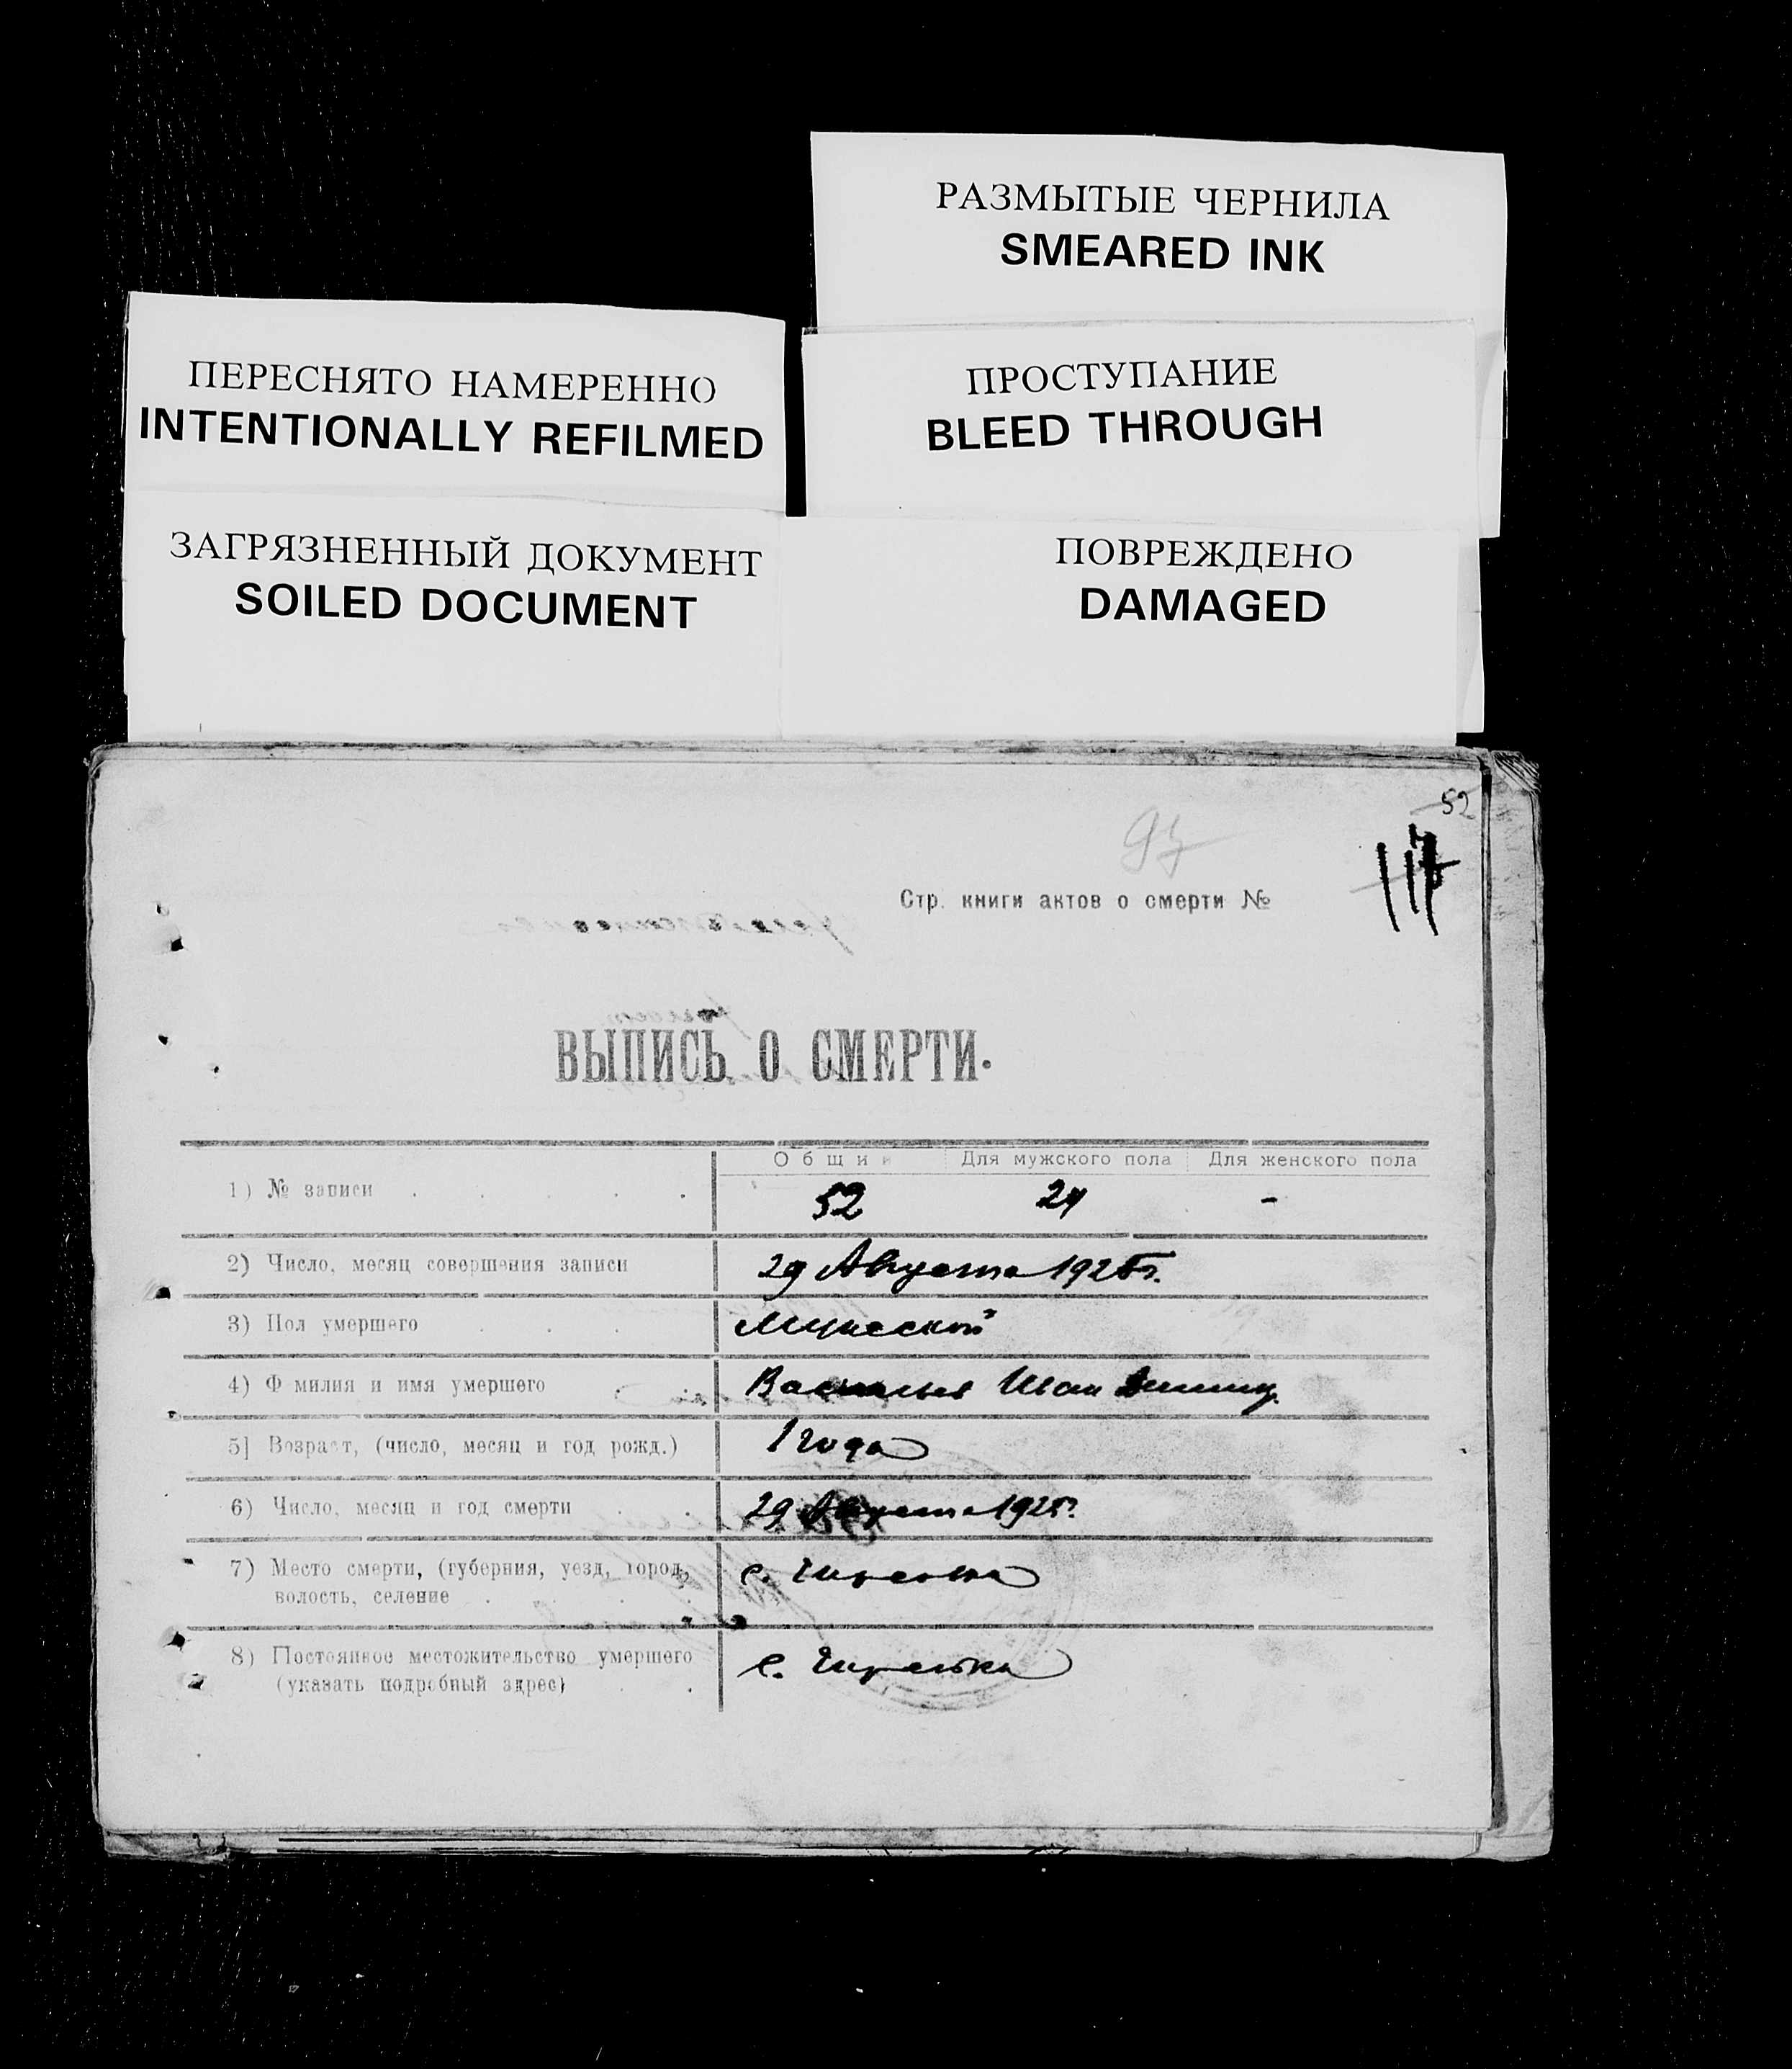 РАЗМЫТЫЕ ЧЕРНИЛА
SMEARED INK
ПЕРЕСНЯТО НАМЕРЕННО
INTENTIONALLY REFILMED
ПРОСТУПАНИЕ
BLEED THROUGH
ЗАГРЯЗНЕННЫЙ ДОКУМЕНТ
SOILED DOCUMENT
ПОВРЕЖДЕНО
DAMAGED
52
97
Стр. книги актов о смерти №
ВЫПИСЬ О СМЕРТИ.
Общий Для мужского пола Для женского пола
1) № записи 52 24 -
2) Число, месяц совершения записи 29 Августа 1925 г.
3) Пол умершего Мужской
4) Ф милия и имя умершего Васильев Иван
5] Возраст, (число, месяц и год рожд.) 1 года
6) Число, месяц и год смерти 29 Августа 1925 г.
7) Место смерти, (губерния, уезд, город, с.
волость, селение
8) Постоянное местожительство умершего с.
(указать подробный адрес)